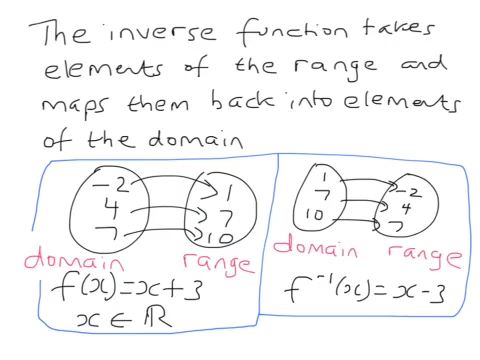 The inverse function takes
elements of the range and
maps them back into elements
of the domain
-2 1
4 7
7 10
domain range
f(x)=x+3
x ∈ ℝ
1 -2
7 4
10 7
domain range
f⁻¹(x)=x-3